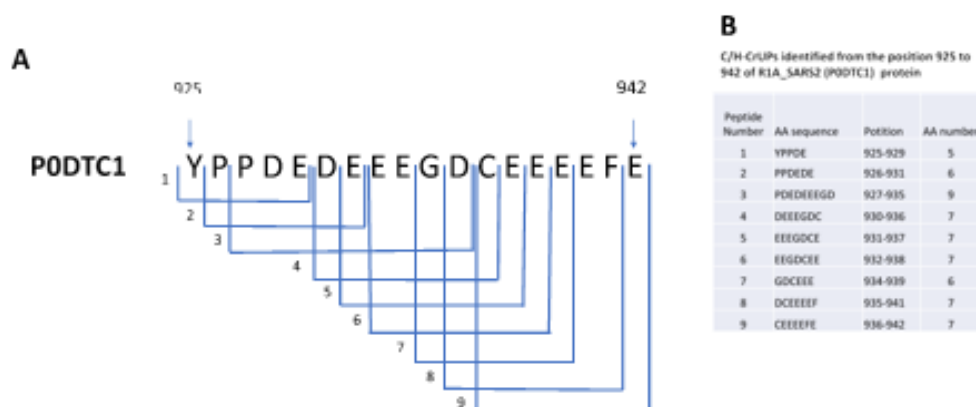 A
925
942
P0DTC1
Y P P D E D E E E G D C E E E E F E
1
2
3
4
5
6
7
8
9
B
C/H-CrUPs identified from the position 925 to
942 of R1A_SARS2 (P0DTC1) protein
Peptide Number AA sequence Potition AA number
1 YPPDE 925-929 5
2 PPDEDE 926-931 6
3 PDEDEEEGD 927-935 9
4 DEEEGDC 930-936 7
5 EEEGDCE 931-937 7
6 EEGDCEE 932-938 7
7 GDCEEE 934-939 6
8 DCEEEEF 935-941 7
9 CEEEEFE 936-942 7